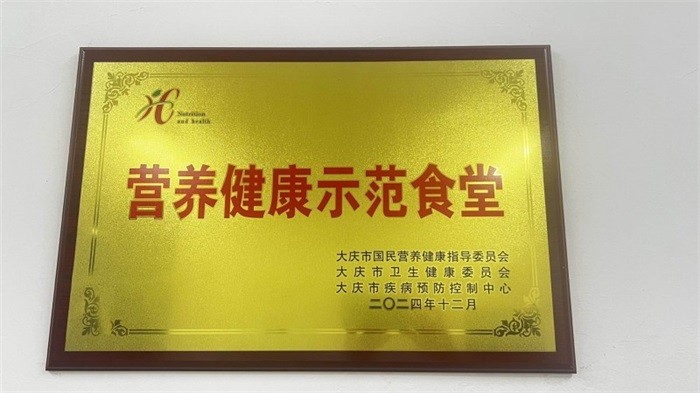 Nutrition
and health
营养健康示范食堂
大庆市国民营养健康指导委员会
大庆市卫生健康委员会
大庆市疾病预防控制中心
二〇二四年十二月